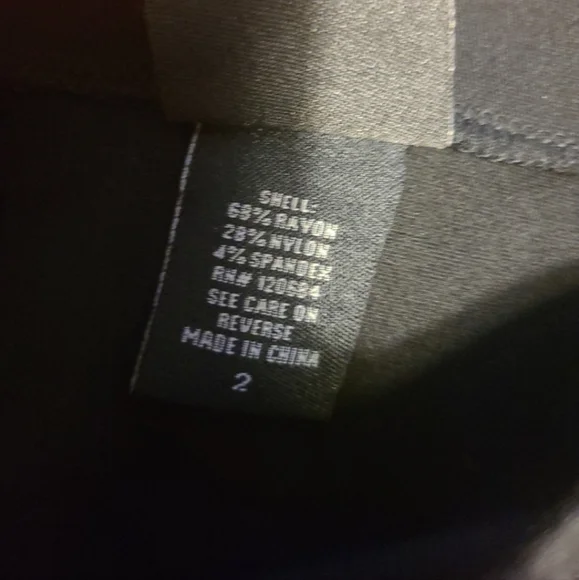 SHELL:
68% RAYON
28% NYLON
4% SPANDEX
RN# 120684
SEE CARE ON
REVERSE
MADE IN CHINA
2